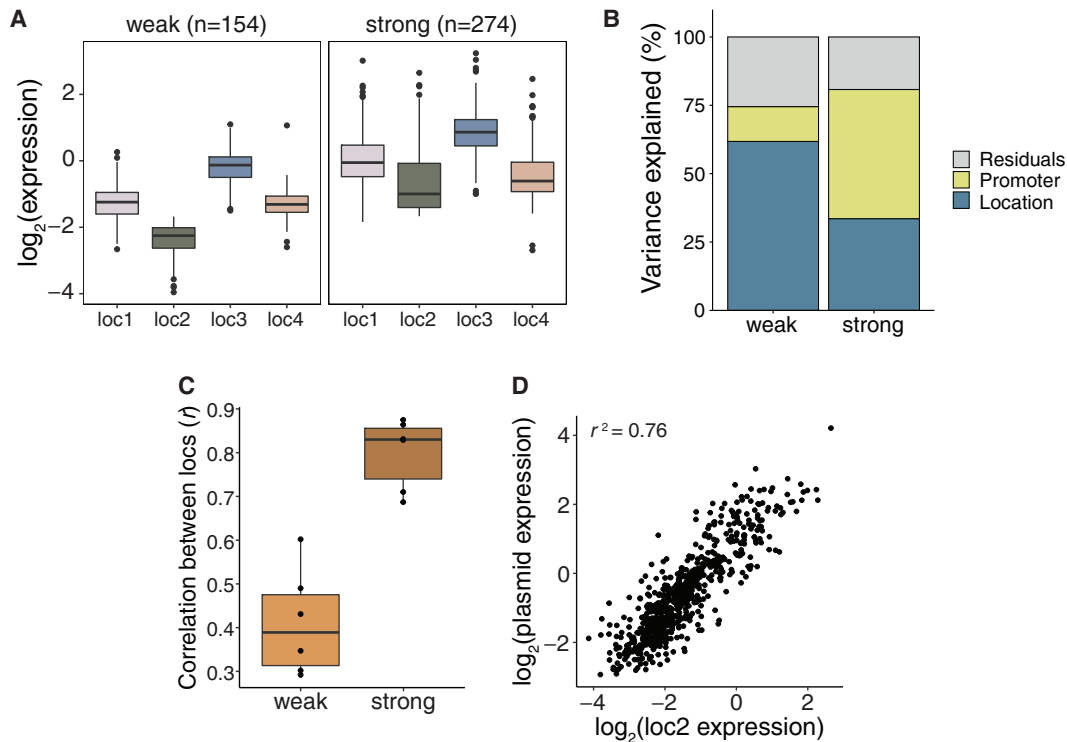 A
weak (n=154)
strong (n=274)
log2(expression)
2
0
−2
−4
loc1 loc2 loc3 loc4
loc1 loc2 loc3 loc4
B
Variance explained (%)
100
75
50
25
0
weak strong
Residuals
Promoter
Location
C
Correlation between locs (r)
0.9
0.8
0.7
0.5
0.4
0.3
weak strong
D
r² = 0.76
log2(plasmid expression)
4
2
0
−2
−4 −2 0 2
log2(loc2 expression)